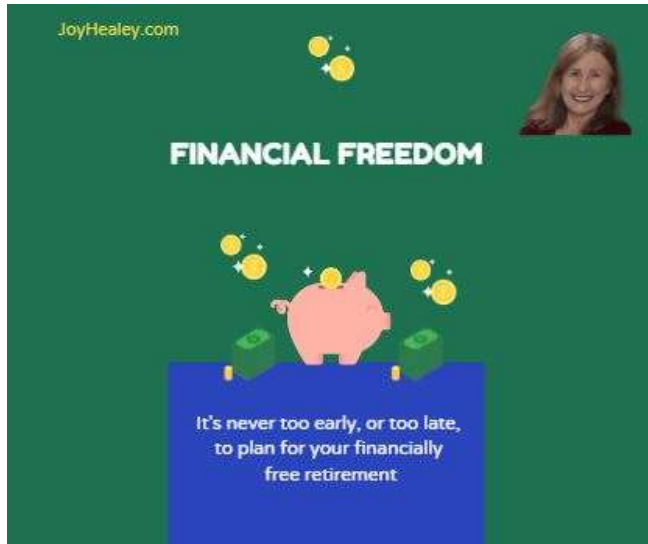 JoyHealey.com
FINANCIAL FREEDOM
It's never too early, or too late,
to plan for your financially
free retirement